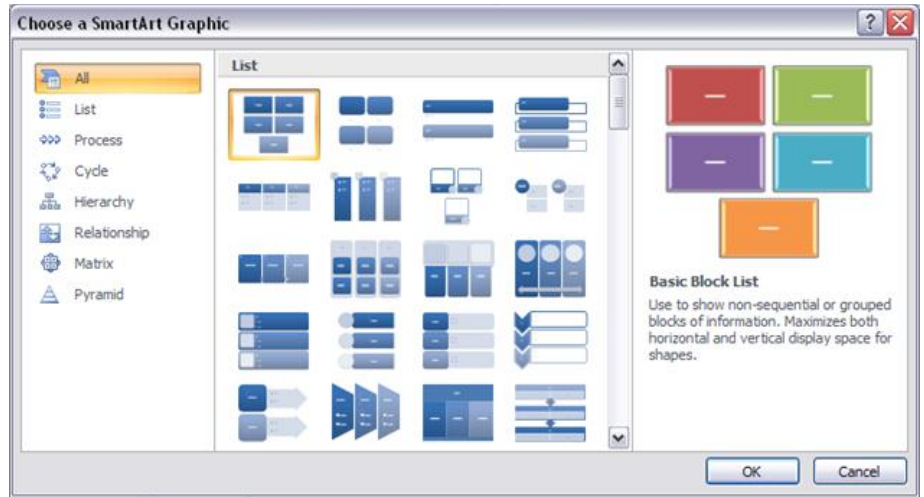 Choose a SmartArt Graphic
All
List
Process
Cycle
Hierarchy
Relationship
Matrix
Pyramid
List
Basic Block List
Use to show non-sequential or grouped
blocks of information. Maximizes both
horizontal and vertical display space for
shapes.
OK
Cancel